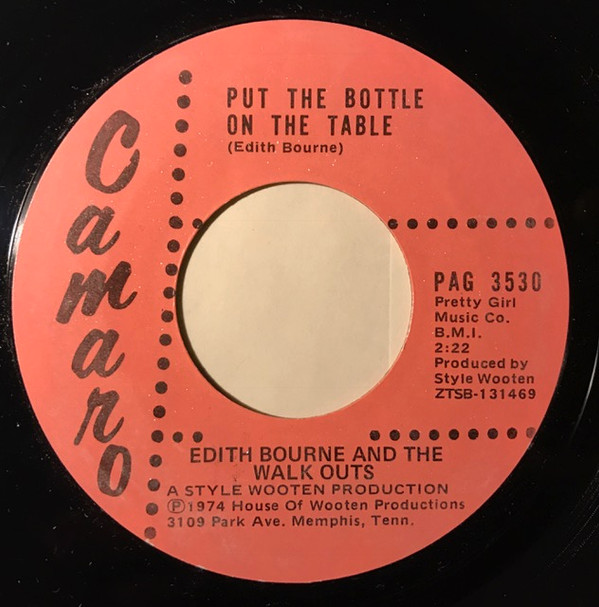 Camaro
PUT THE BOTTLE
ON THE TABLE
(Edith Bourne)
PAG 3530
Pretty Girl
Music Co.
B.M.I.
2:22
Produced by
Style Wooten
ZTSB-131469
EDITH BOURNE AND THE
WALK OUTS
A STYLE WOOTEN PRODUCTION
Ⓟ1974 House Of Wooten Productions
3109 Park Ave. Memphis, Tenn.